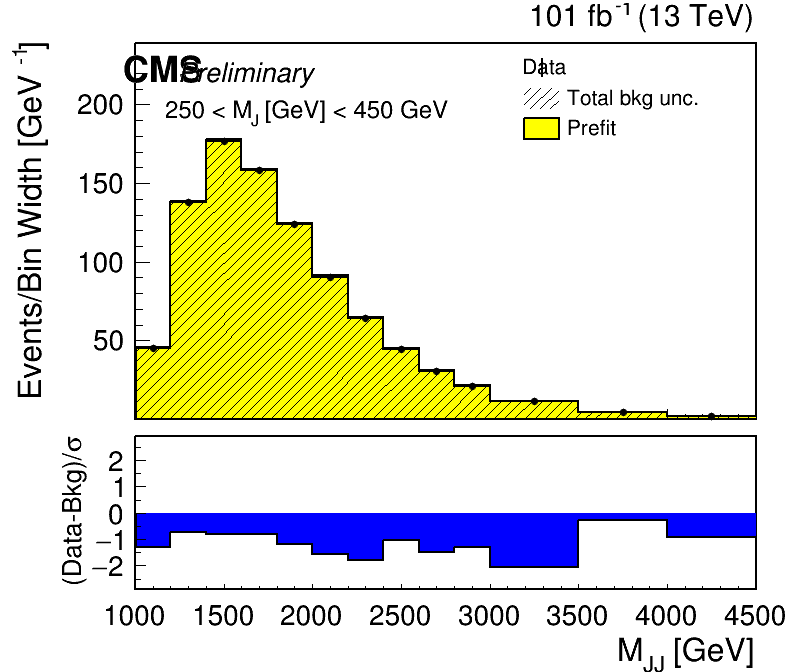 101 fb-1 (13 TeV)
CMS Preliminary
250 < MJ [GeV] < 450 GeV
Data
Total bkg unc.
Prefit
Events/Bin Width [GeV-1]
200
150
100
50
(Data-Bkg)/σ
2
1
0
−1
−2
1000 1500 2000 2500 3000 3500 4000 4500
MJJ [GeV]